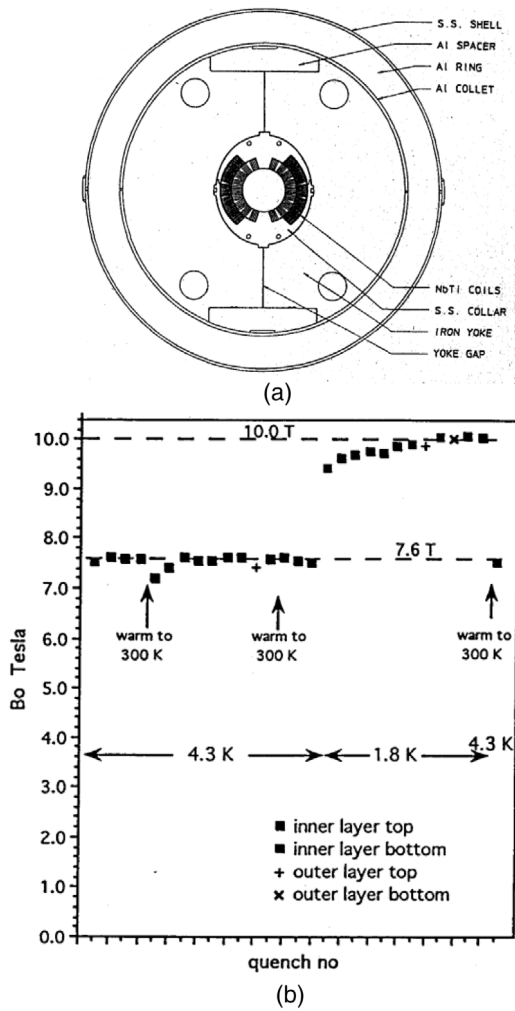 S.S. SHELL
Al SPACER
Al RING
Al COLLET
NbTi COILS
S.S. COLLAR
IRON YOKE
YOKE GAP
(a)
10.0 T
10.0
9.0
8.0
7.6 T
7.0
6.0
warm to
300 K
warm to
300 K
warm to
300 K
5.0
4.0
4.3 K
1.8 K
4.3 K
3.0
2.0
1.0
0.0
Bo Tesla
inner layer top
inner layer bottom
+ outer layer top
× outer layer bottom
quench no
(b)